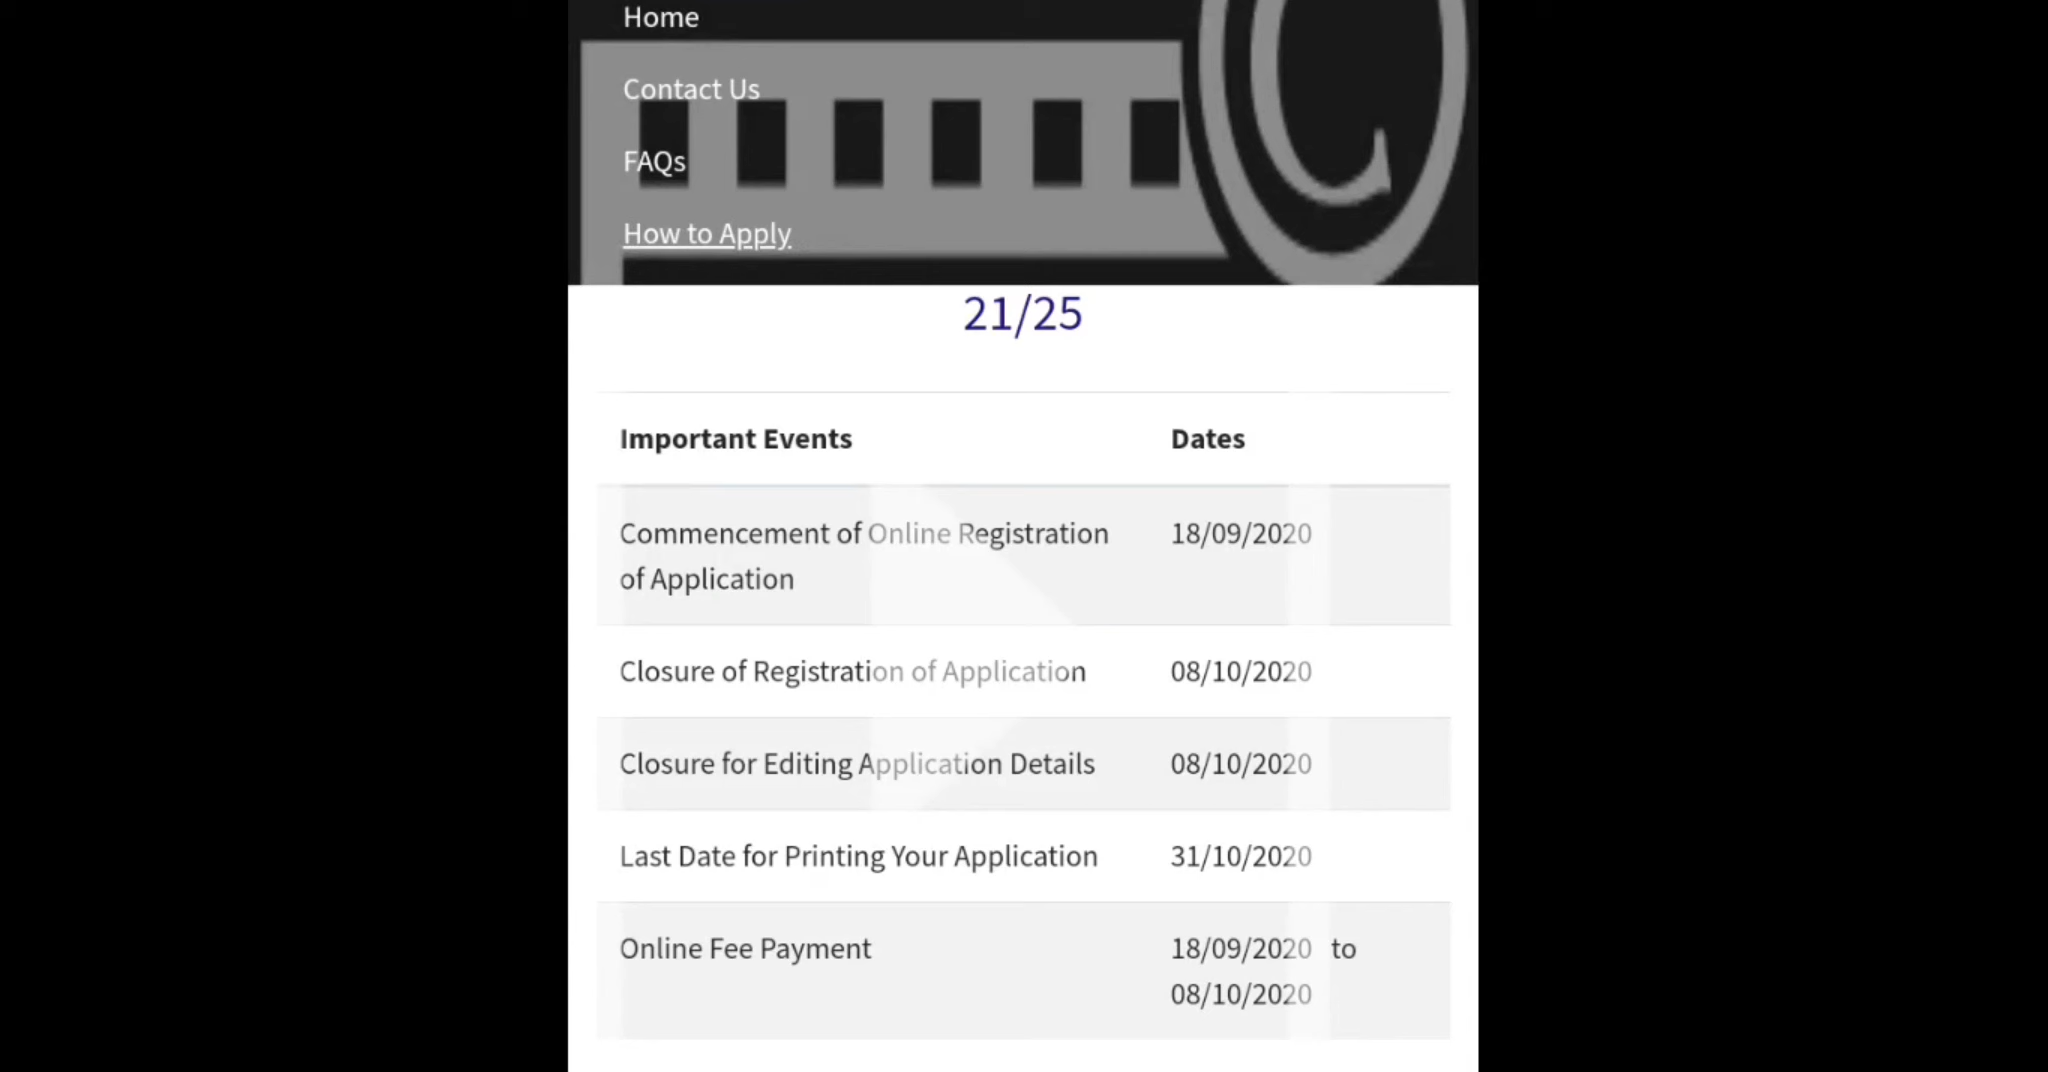 Home
Contact Us
FAQs
How to Apply
21/25
Important Events Dates
Commencement of Online Registration 18/09/2020
of Application
Closure of Registration of Application 08/10/2020
Closure for Editing Application Details 08/10/2020
Last Date for Printing Your Application 31/10/2020
Online Fee Payment 18/09/2020 to
08/10/2020